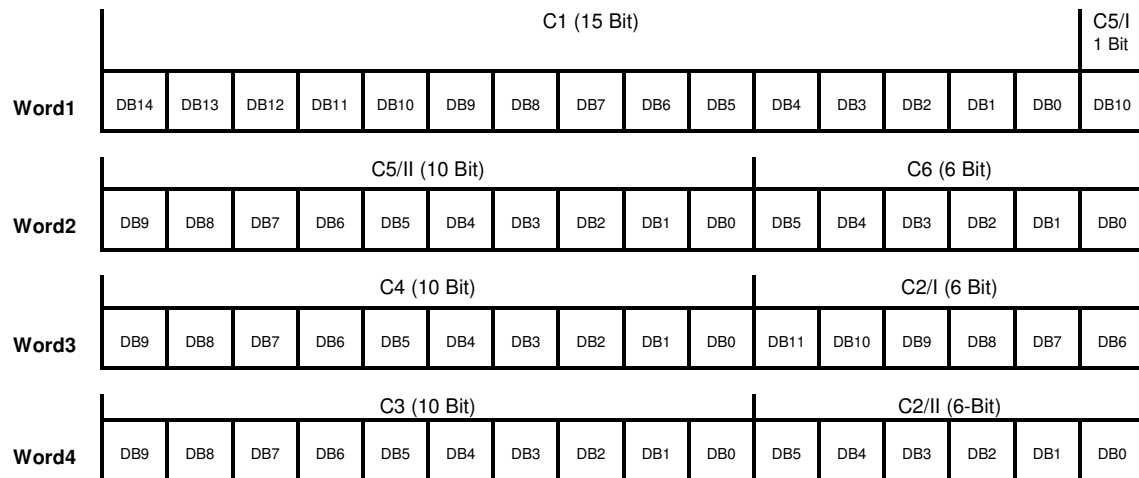 C1 (15 Bit) C5/I
1 Bit
Word1 DB14 DB13 DB12 DB11 DB10 DB9 DB8 DB7 DB6 DB5 DB4 DB3 DB2 DB1 DB0 DB10
C5/II (10 Bit) C6 (6 Bit)
Word2 DB9 DB8 DB7 DB6 DB5 DB4 DB3 DB2 DB1 DB0 DB5 DB4 DB3 DB2 DB1 DB0
C4 (10 Bit) C2/I (6 Bit)
Word3 DB9 DB8 DB7 DB6 DB5 DB4 DB3 DB2 DB1 DB0 DB11 DB10 DB9 DB8 DB7 DB6
C3 (10 Bit) C2/II (6-Bit)
Word4 DB9 DB8 DB7 DB6 DB5 DB4 DB3 DB2 DB1 DB0 DB5 DB4 DB3 DB2 DB1 DB0